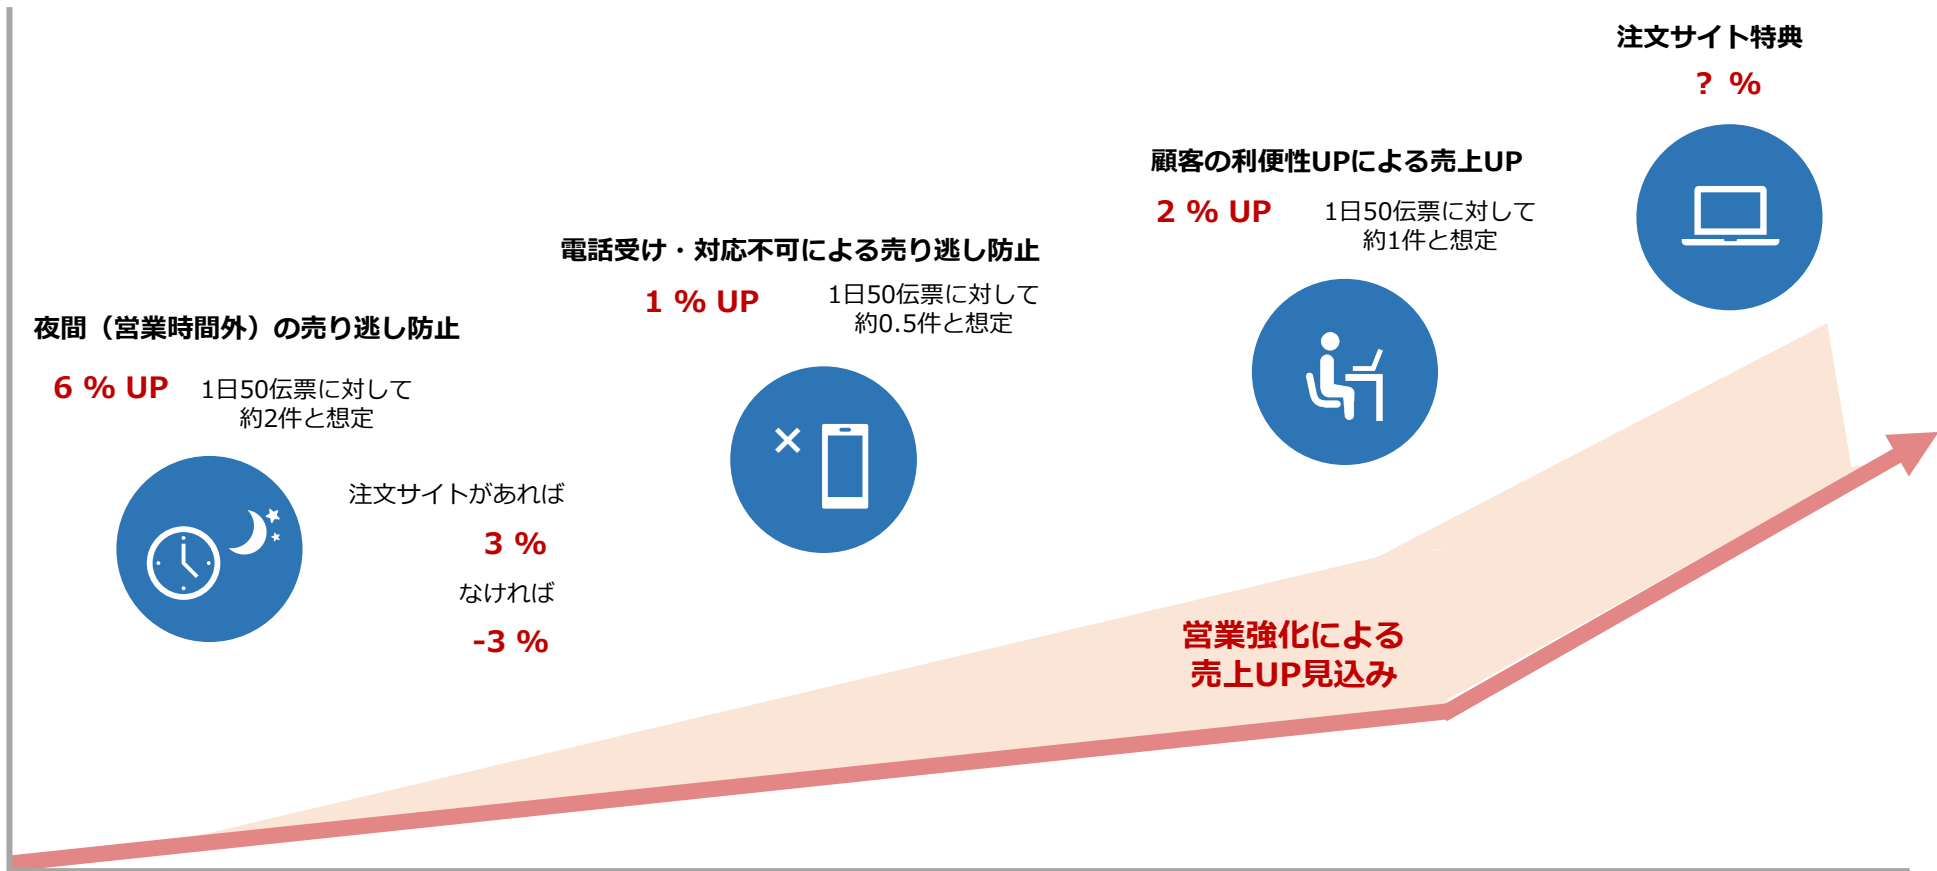 注文サイト特典
? %
顧客の利便性UPによる売上UP
2 % UP
1日50伝票に対して
約1件と想定
電話受け・対応不可による売り逃し防止
1 % UP
1日50伝票に対して
約0.5件と想定
夜間（営業時間外）の売り逃し防止
6 % UP
1日50伝票に対して
約2件と想定
注文サイトがあれば
3 %
なければ
-3 %
営業強化による
売上UP見込み